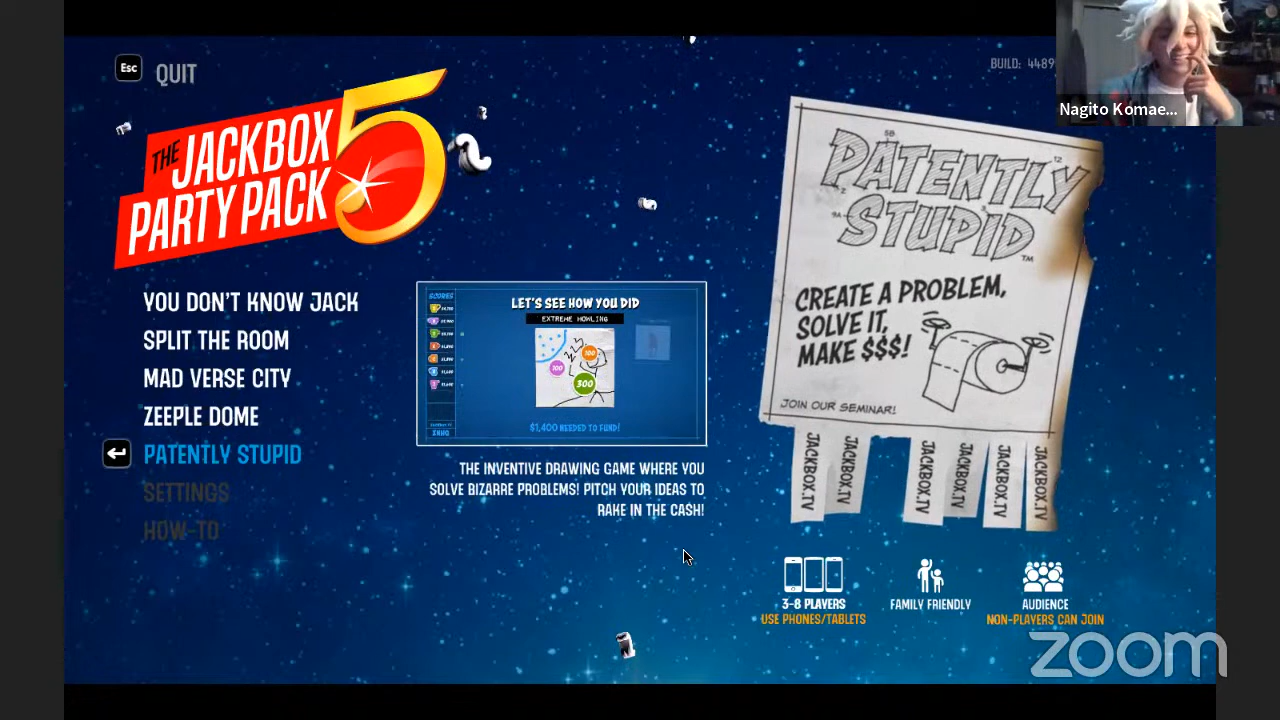 Esc QUIT
BUILD: 4489
Nagito Komae...
THE
JACKBOX
PARTY PACK 5
YOU DON'T KNOW JACK
SPLIT THE ROOM
MAD VERSE CITY
ZEEPLE DOME
PATENTLY STUPID
SETTINGS
HOW-TO
SCORES
LET'S SEE HOW YOU DID
EXTREME HOWLING
100
100
300
$1,400 NEEDED TO FUND!
THE INVENTIVE DRAWING GAME WHERE YOU
SOLVE BIZARRE PROBLEMS! PITCH YOUR IDEAS TO
RAKE IN THE CASH!
PATENTLY
STUPID™
CREATE A PROBLEM,
SOLVE IT,
MAKE $$$!
JOIN OUR SEMINAR!
JACKBOX.TV
JACKBOX.TV
JACKBOX.TV
JACKBOX.TV
JACKBOX.TV
JACKBOX.TV
3-8 PLAYERS
USE PHONES/TABLETS
FAMILY FRIENDLY
AUDIENCE
NON-PLAYERS CAN JOIN
zoom